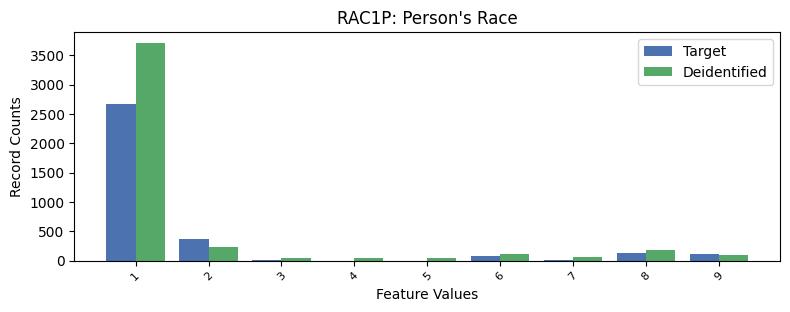 RAC1P: Person's Race
Target
Deidentified
Record Counts
3500
3000
2500
2000
1500
1000
500
0
1 2 3 4 5 6 7 8 9
Feature Values